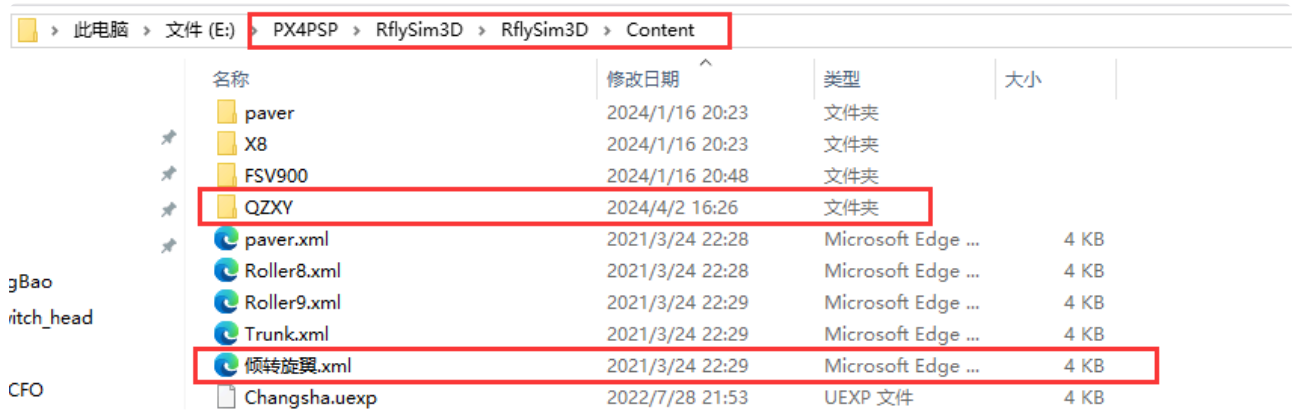 此电脑 > 文件 (E:) > PX4PSP > RflySim3D > RflySim3D > Content
名称 修改日期 类型 大小
paver 2024/1/16 20:23 文件夹
X8 2024/1/16 20:23 文件夹
FSV900 2024/1/16 20:48 文件夹
QZXY 2024/4/2 16:26 文件夹
paver.xml 2021/3/24 22:28 Microsoft Edge ... 4 KB
Roller8.xml 2021/3/24 22:28 Microsoft Edge ... 4 KB
gBao
Roller9.xml 2021/3/24 22:29 Microsoft Edge ... 4 KB
vitch_head
Trunk.xml 2021/3/24 22:29 Microsoft Edge ... 4 KB
倾转旋翼.xml 2021/3/24 22:29 Microsoft Edge ... 4 KB
CFO
Changsha.uexp 2022/7/28 21:53 UEXP 文件 4 KB